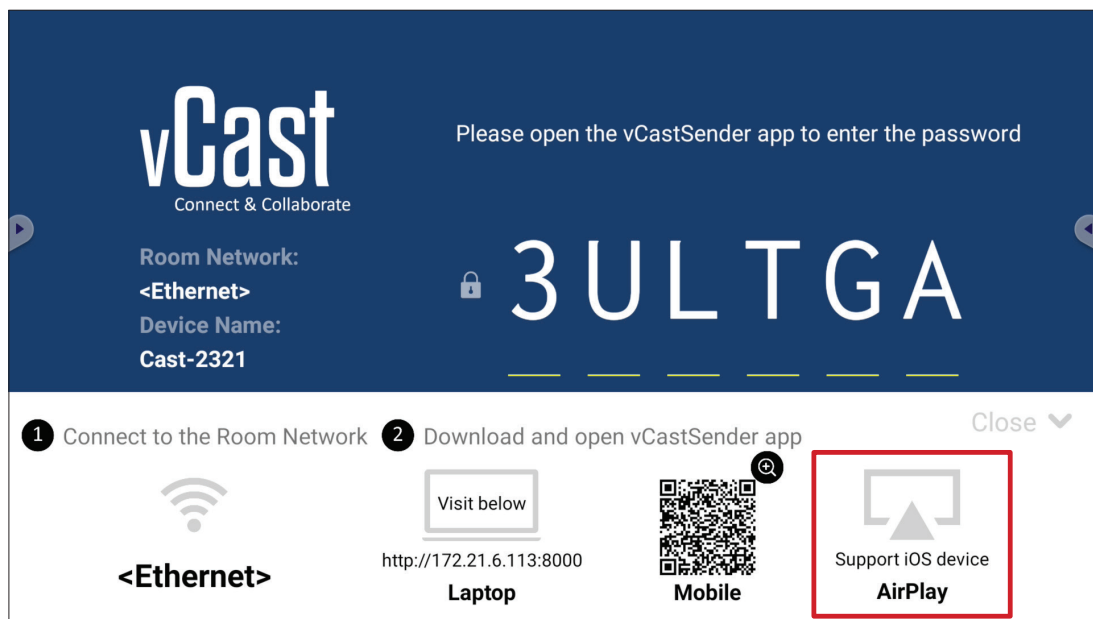 vCast
Connect & Collaborate
Please open the vCastSender app to enter the password
Room Network:
<Ethernet>
Device Name:
Cast-2321
3ULTGA
1 Connect to the Room Network
2 Download and open vCastSender app
Close
<Ethernet>
Visit below
http://172.21.6.113:8000
Laptop
Mobile
Support iOS device
AirPlay